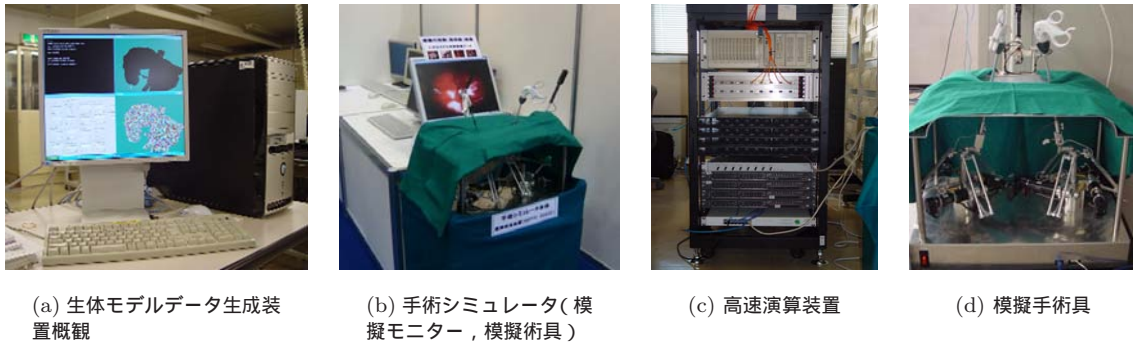 (a) 生体モデルデータ生成装
置概観
(b) 手術シミュレータ(模
擬モニター,模擬術具)
(c) 高速演算装置
(d) 模擬手術具